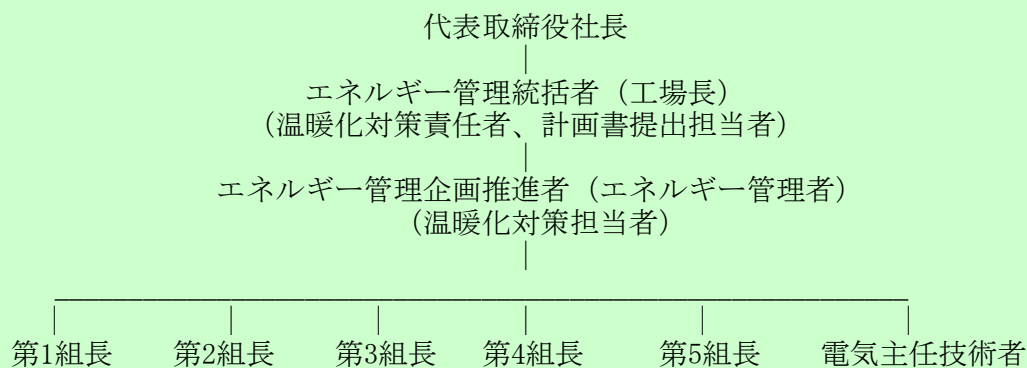 代表取締役社長
エネルギー管理統括者（工場長）
（温暖化対策責任者、計画書提出担当者）
エネルギー管理企画推進者（エネルギー管理者）
（温暖化対策担当者）
第1組長 第2組長 第3組長 第4組長 第5組長 電気主任技術者